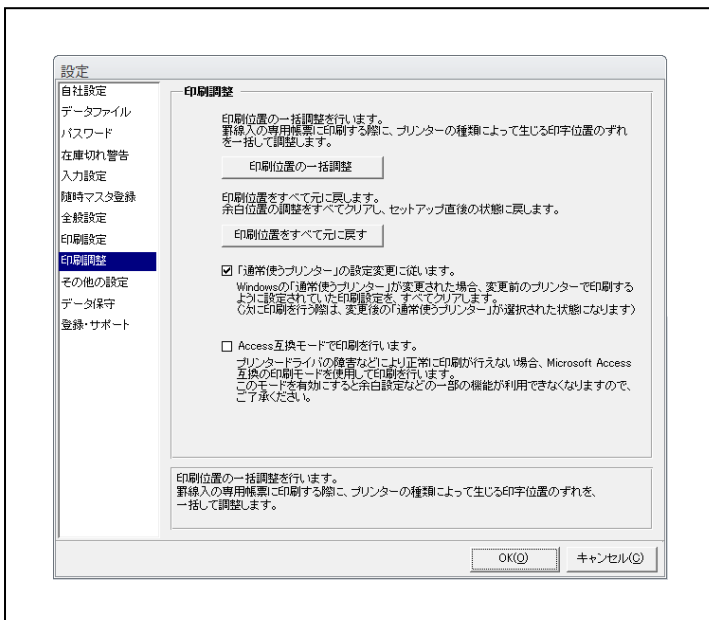 設定
自社設定
データファイル
パスワード
在庫切れ警告
入力設定
随時マスタ登録
全般設定
印刷設定
印刷調整
その他の設定
データ保守
登録・サポート
印刷調整
印刷位置の一括調整を行います。
罫線入の専用帳票に印刷する際に、プリンターの種類によって生じる印字位置のずれ
を一括して調整します。
印刷位置の一括調整
印刷位置をすべて元に戻します。
余白位置の調整をすべてクリアし、セットアップ直後の状態に戻します。
印刷位置をすべて元に戻す
「通常使うプリンター」の設定変更に従います。
Windowsの「通常使うプリンター」が変更された場合、変更前のプリンターで印刷する
ように設定されていた印刷設定を、すべてクリアします。
(次に印刷を行う際は、変更後の「通常使うプリンター」が選択された状態になります)
Access互換モードで印刷を行います。
プリンタードライバの障害などにより正常に印刷が行えない場合、Microsoft Access
互換の印刷モードを使用して印刷を行います。
このモードを有効にすると余白設定などの一部の機能が利用できなくなりますので、
ご了承ください。
印刷位置の一括調整を行います。
罫線入の専用帳票に印刷する際に、プリンターの種類によって生じる印字位置のずれを、
一括して調整します。
OK(O)
キャンセル(C)